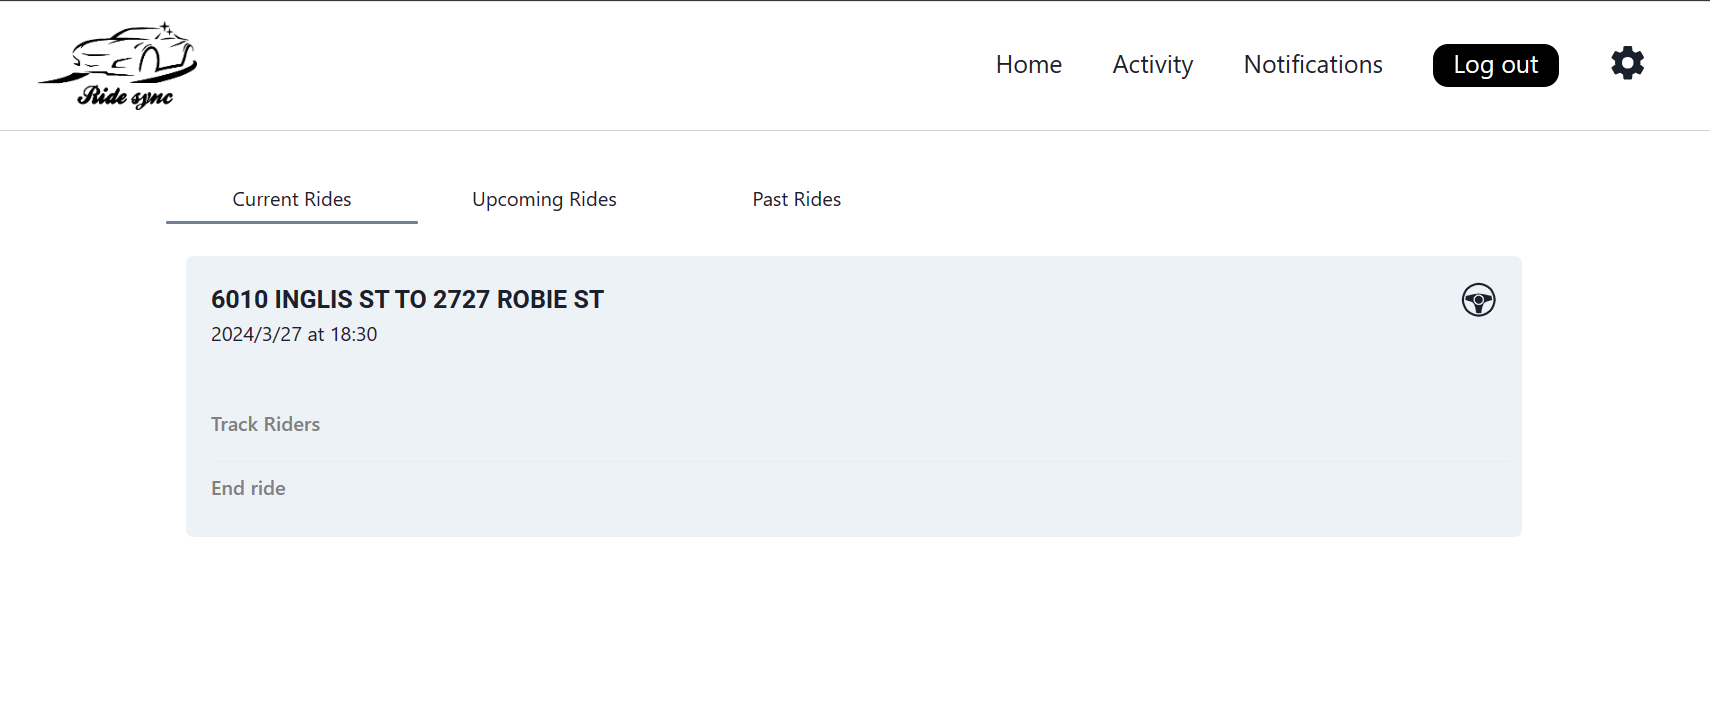 Ride sync
Home Activity Notifications Log out
Current Rides Upcoming Rides Past Rides
6010 INGLIS ST TO 2727 ROBIE ST
2024/3/27 at 18:30
Track Riders
End ride